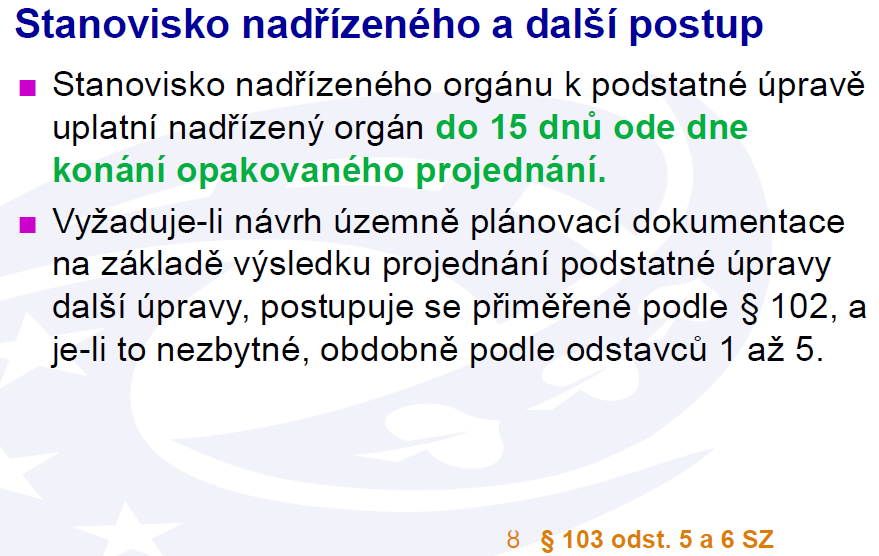 Stanovisko nadřízeného a další postup
Stanovisko nadřízeného orgánu k podstatné úpravě
uplatní nadřízený orgán do 15 dnů ode dne
konání opakovaného projednání.
Vyžaduje-li návrh územně plánovací dokumentace
na základě výsledku projednání podstatné úpravy
další úpravy, postupuje se přiměřeně podle § 102, a
je-li to nezbytné, obdobně podle odstavců 1 až 5.
8 § 103 odst. 5 a 6 SZ